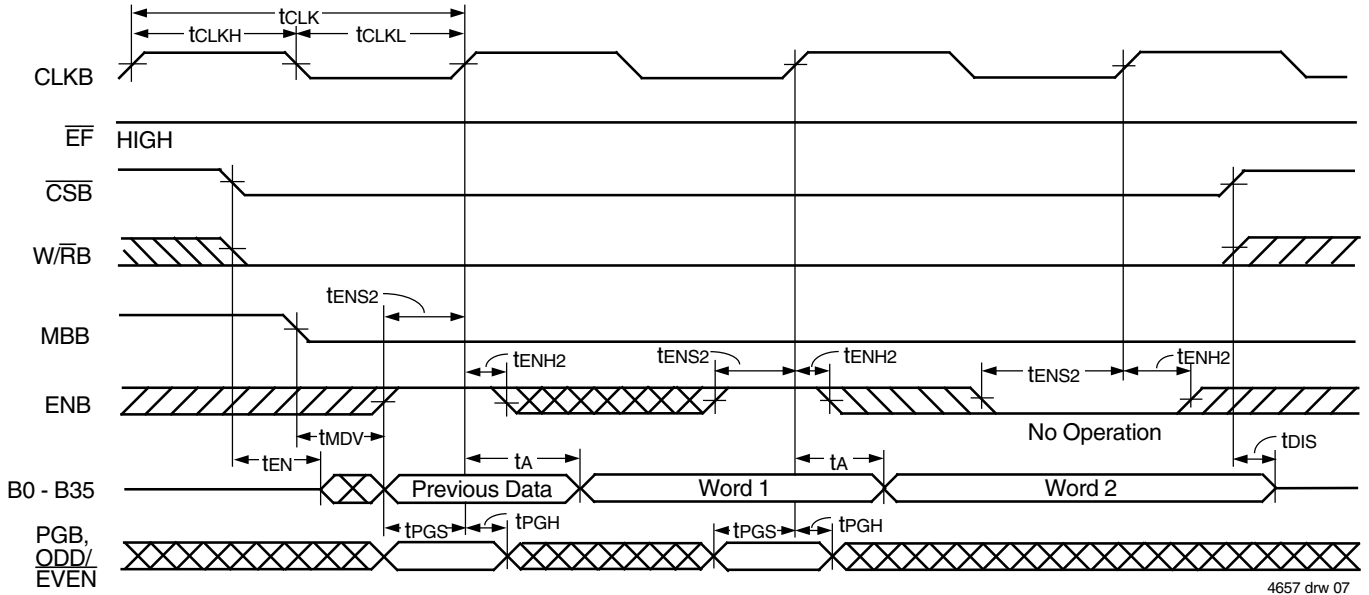 tCLK
tCLKH
tCLKL
CLKB
EF HIGH
CSB
W/RB
tENS2
MBB
tENH2
tENS2
tENH2
tENS2
tENH2
ENB
No Operation
tMDV
tEN
tA
tA
tDIS
B0 - B35
Previous Data
Word 1
Word 2
tPGS
tPGH
tPGS
tPGH
PGB,
ODD/
EVEN
4657 drw 07